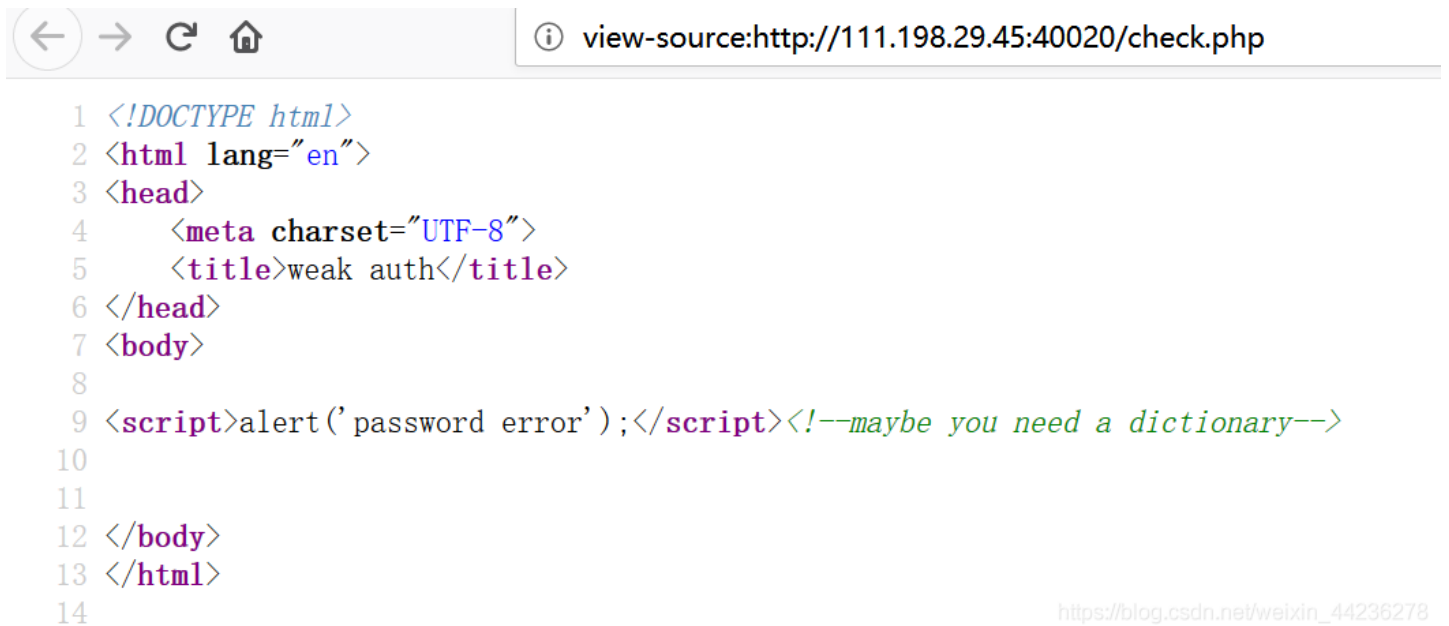 view-source:http://111.198.29.45:40020/check.php
1 <!DOCTYPE html>
2 <html lang="en">
3 <head>
4     <meta charset="UTF-8">
5     <title>weak auth</title>
6 </head>
7 <body>
8
9 <script>alert('password error');</script><!--maybe you need a dictionary-->
10
11
12 </body>
13 </html>
14
https://blog.csdn.net/weixin_44236278